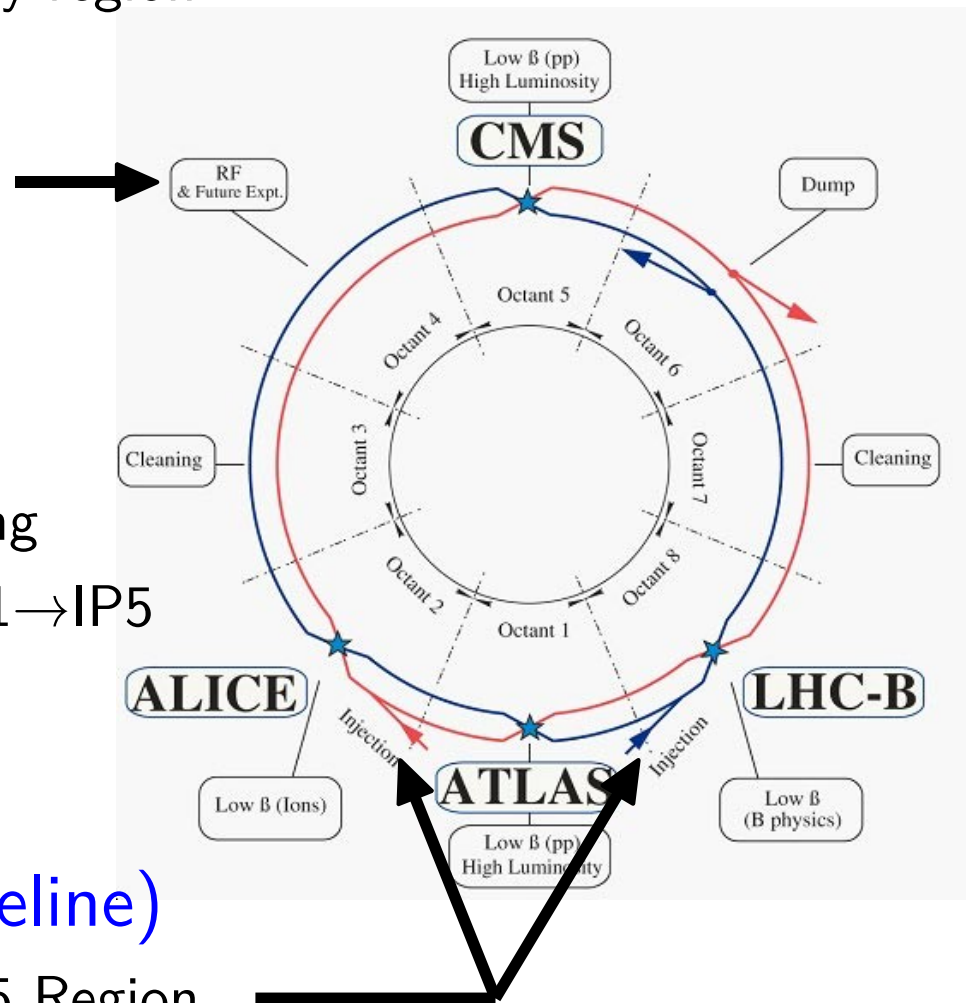 y region
Low ß (pp)
High Luminosity
CMS
RF
& Future Expt.
Dump
Octant 5
Octant 4
Octant 6
Cleaning
Octant 3
Octant 7
Cleaning
ng
1→IP5
Octant 2
Octant 8
Octant 1
ALICE
LHC-B
Injection
Injection
ATLAS
Low ß (Ions)
Low ß
(B physics)
Low ß (pp)
High Luminosity
eline)
5 Region